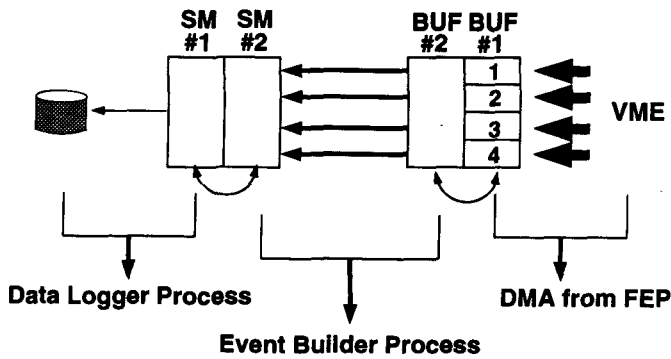 SM SM BUF BUF
#1 #2 #2 #1
1
2
3
4
VME
Data Logger Process
DMA from FEP
Event Builder Process